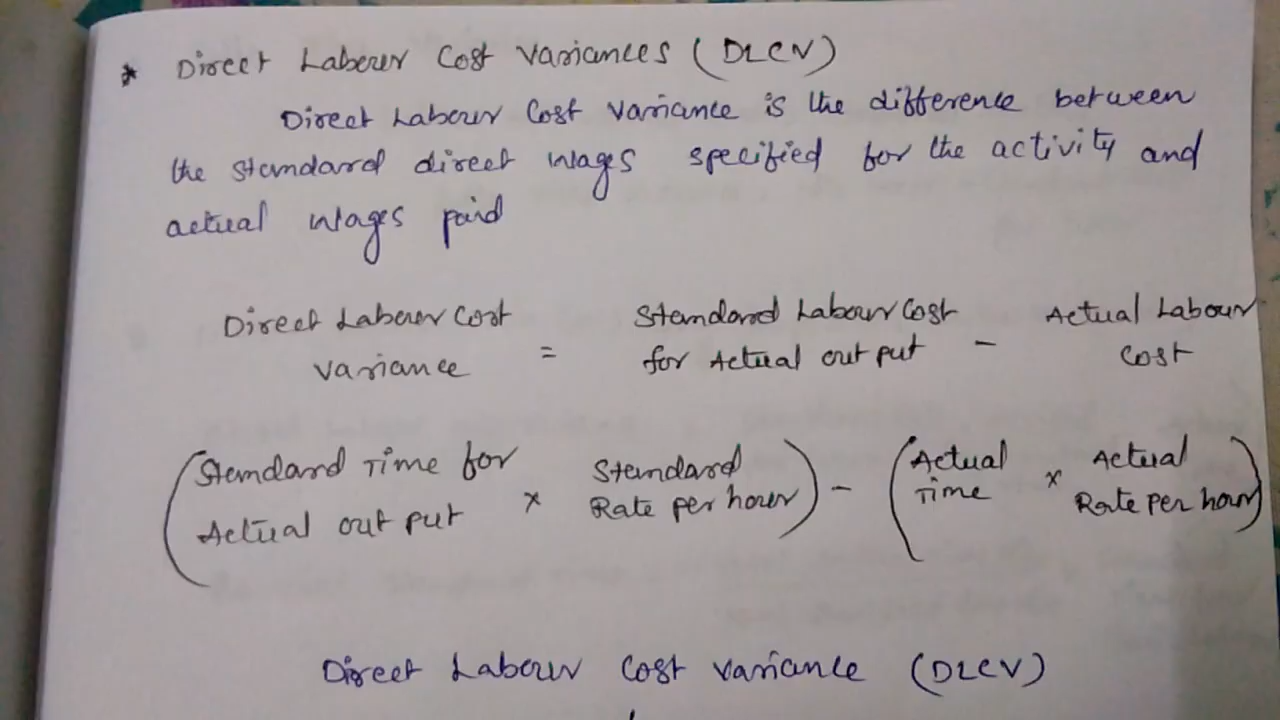 * Direct Labour Cost Variances (DLCV)
Direct Labour Cost Variance is the difference between
the standard direct wages specified for the activity and
actual wages paid
Direct Labour Cost Variance = Standard Labour Cost for Actual out put - Actual Labour Cost
(Standard Time for Actual out put × Standard Rate per hour) - (Actual Time × Actual Rate per hour)
Direct Labour Cost Variance (DLCV)